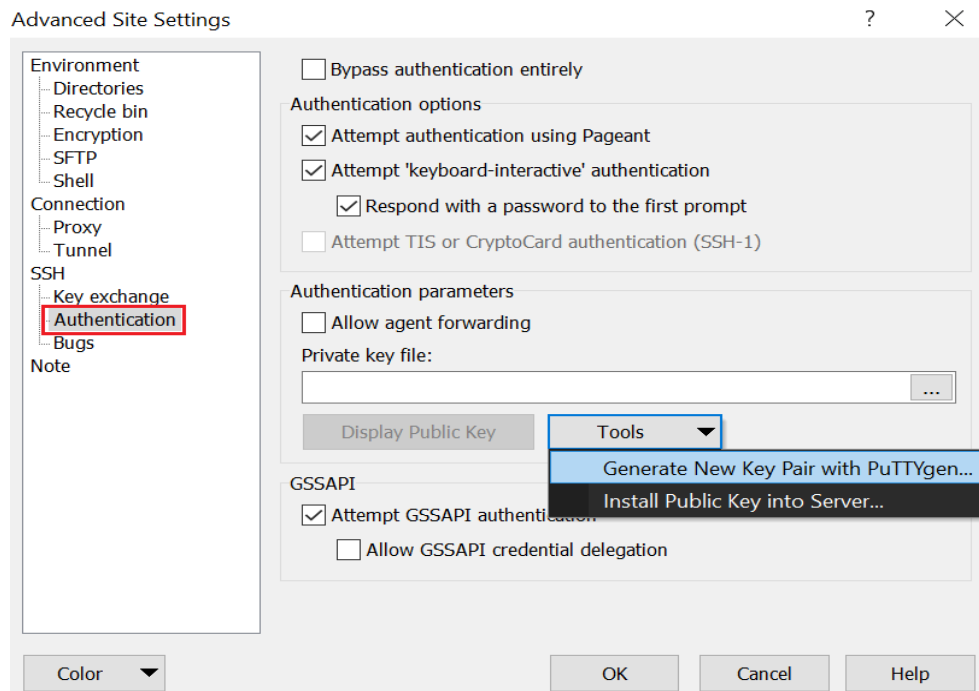 Advanced Site Settings ?
Environment
Directories
Recycle bin
Encryption
SFTP
Shell
Connection
Proxy
Tunnel
SSH
Key exchange
Authentication
Bugs
Note
Bypass authentication entirely
Authentication options
Attempt authentication using Pageant
Attempt 'keyboard-interactive' authentication
Respond with a password to the first prompt
Attempt TIS or CryptoCard authentication (SSH-1)
Authentication parameters
Allow agent forwarding
Private key file:
...
Display Public Key
Tools
Generate New Key Pair with PuTTYgen...
Install Public Key into Server...
GSSAPI
Attempt GSSAPI authentication
Allow GSSAPI credential delegation
Color
OK
Cancel
Help